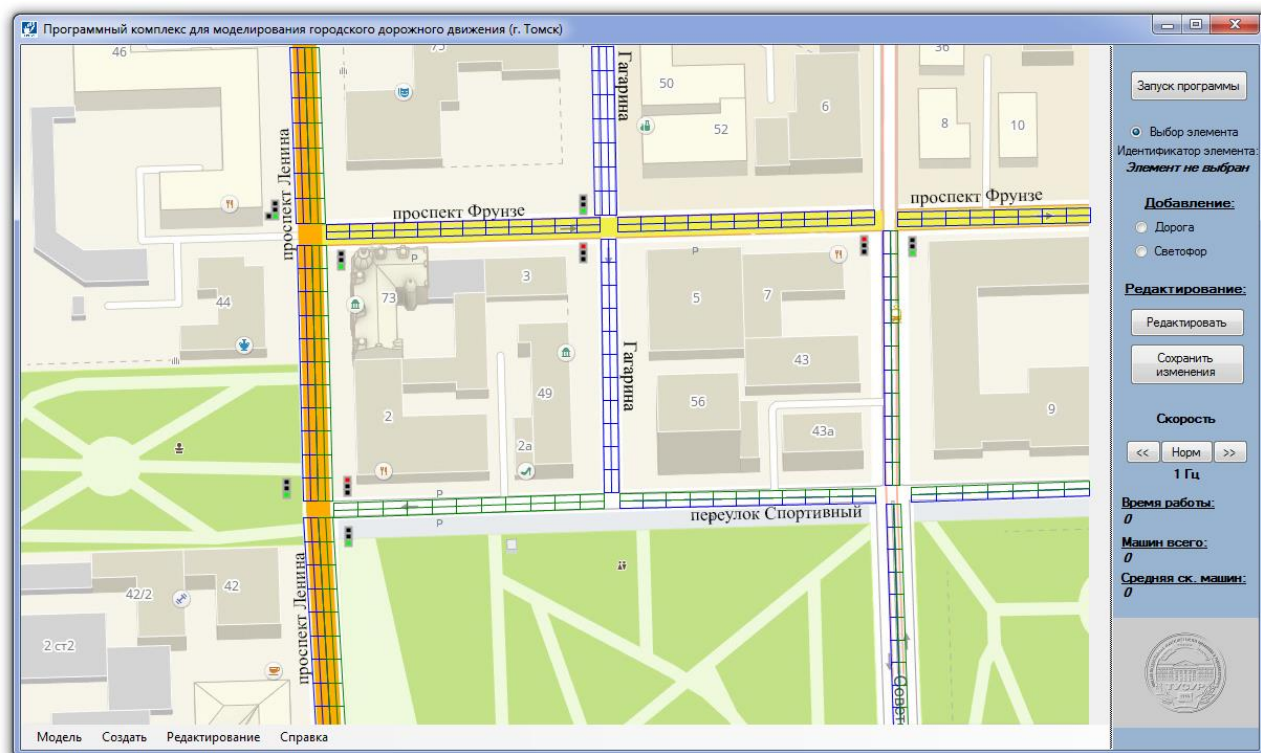 Программный комплекс для моделирования городского дорожного движения (г. Томск)
46
75
Гагарина
50
52
6
36
8
10
проспект Ленина
проспект Фрунзе
проспект Фрунзе
P
P
73
3
5
7
44
Гагарина
43
49
56
2
2а
43а
9
P
P
переулок Спортивный
42/2
42
2 ст2
проспект Ленина
Запуск программы
Выбор элемента
Идентификатор элемента:
Элемент не выбран
Добавление:
Дорога
Светофор
Редактирование:
Редактировать
Сохранить
изменения
Скорость
<< Норм >>
1 Гц
Время работы:
0
Машин всего:
0
Средняя ск. машин:
0
ТУСУР
Модель Создать Редактирование Справка